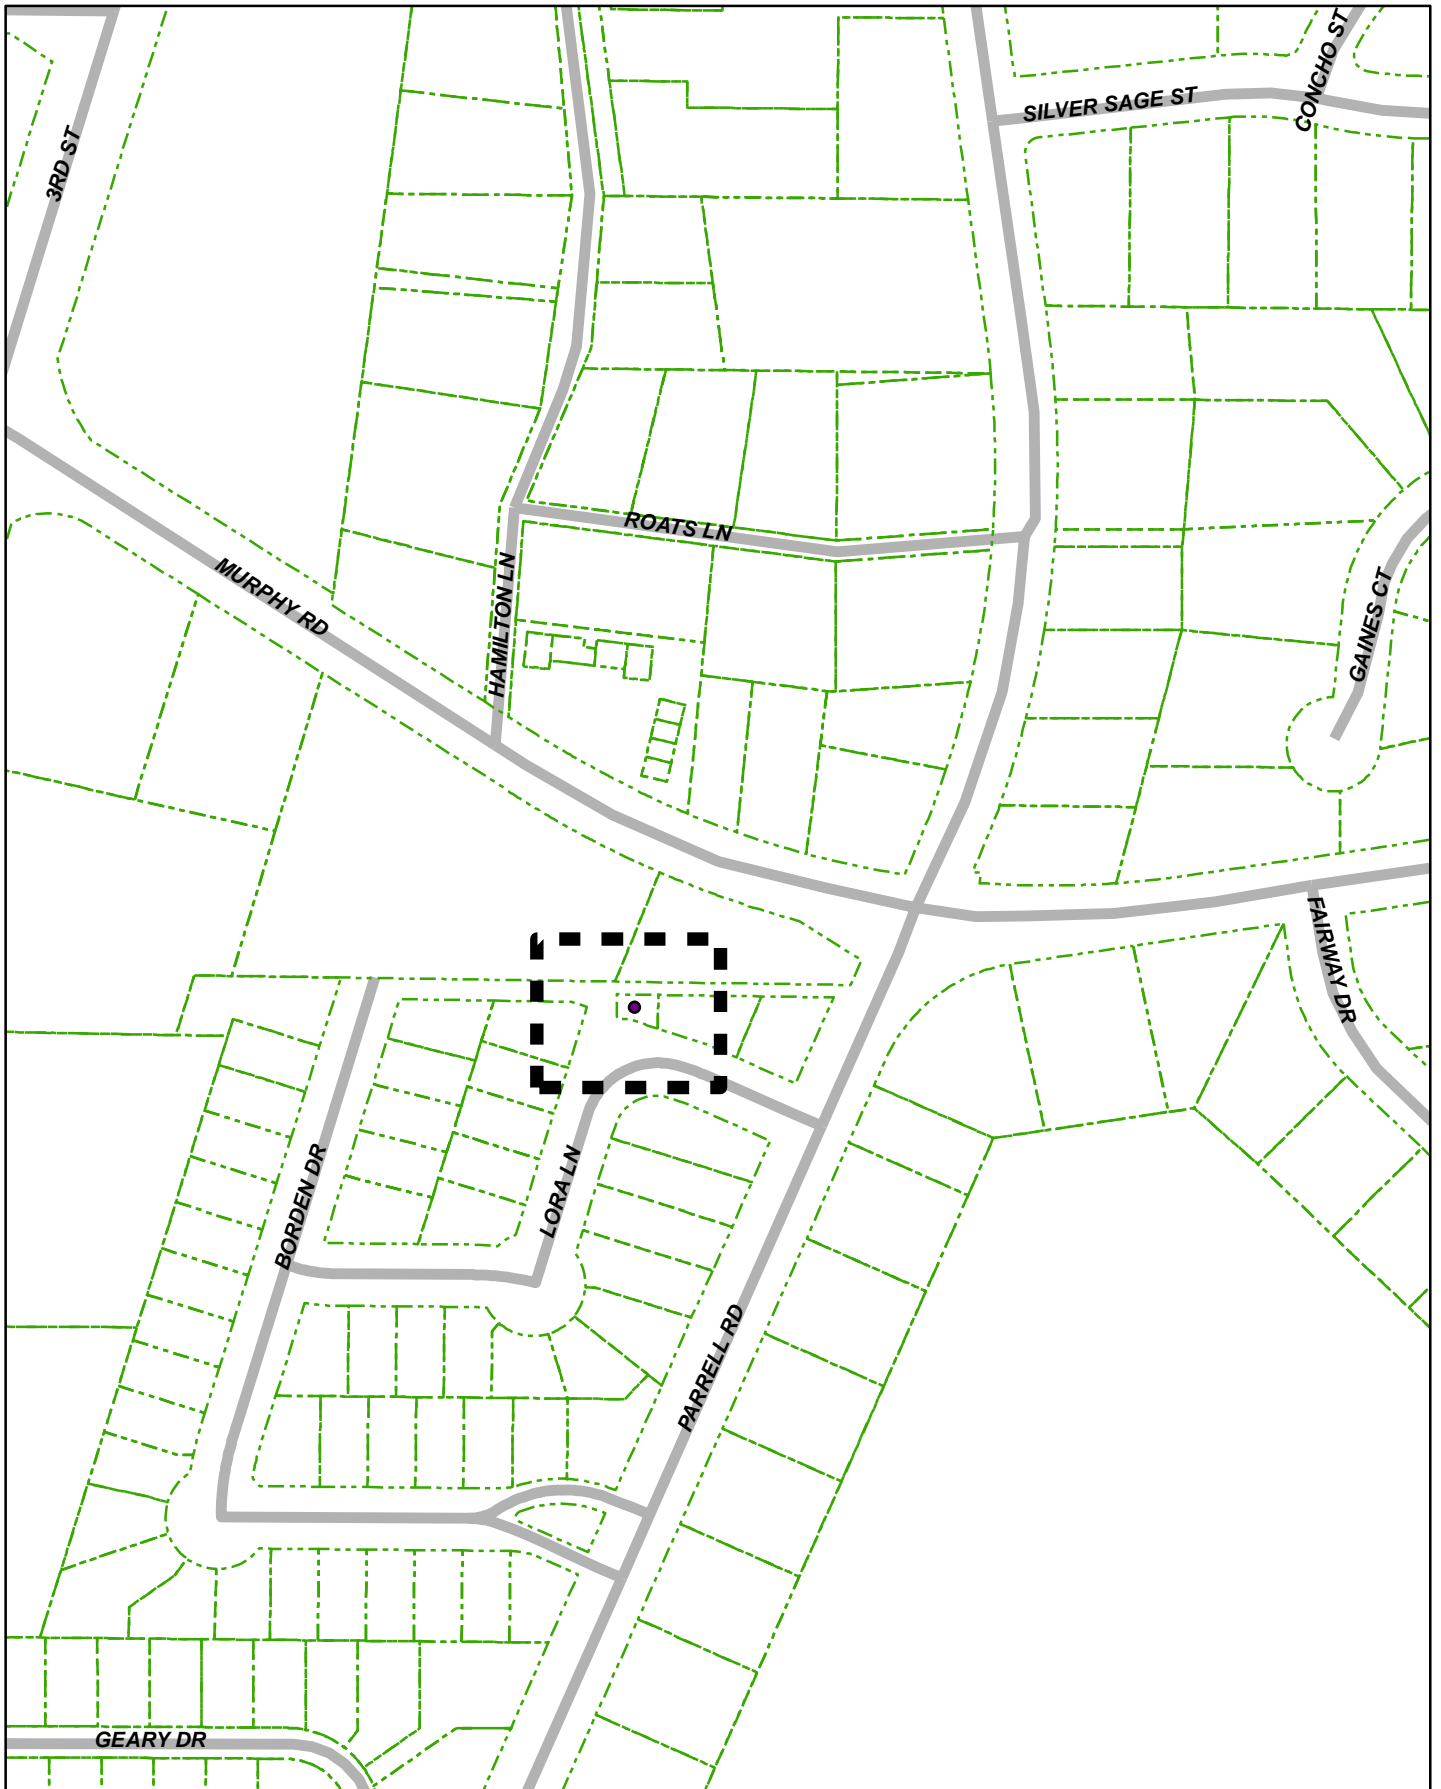 CONCHO ST
SILVER SAGE ST
3RD ST
ROATS LN
MURPHY RD
HAMILTON LN
GAINES CT
FAIRWAY DR
BORDEN DR
LORA LN
PARRELL RD
GEARY DR